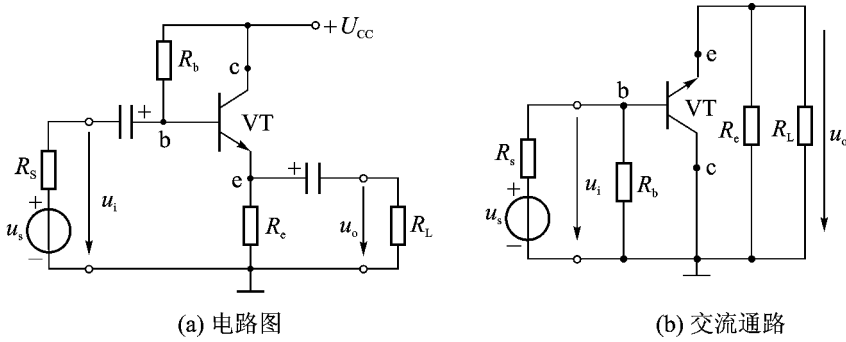 +U_CC
R_b
c
VT
b
R_S
+
u_s
−
+
u_i
e
+
R_e
u_o
R_L
(a) 电路图
e
b
VT
R_s
+
u_s
−
u_i
R_b
c
R_e
R_L
u_o
(b) 交流通路